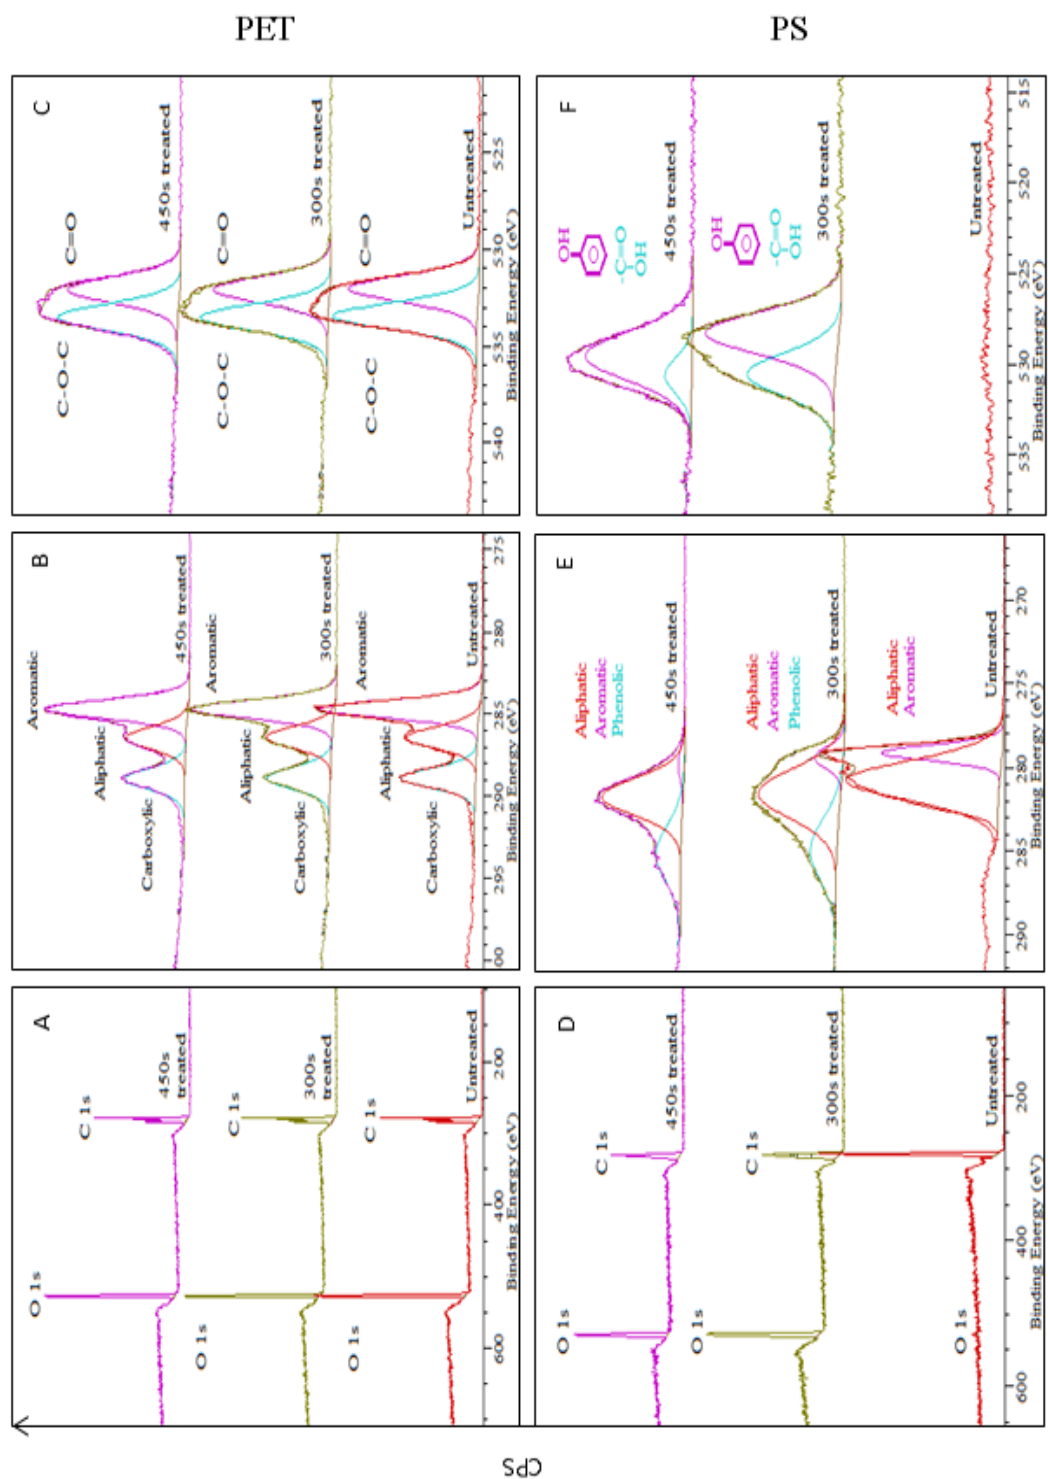 PET
PS
CPS
A
O 1s
C 1s
450s
treated
O 1s
C 1s
300s
treated
O 1s
C 1s
Untreated
600
400
200
Binding Energy (eV)
B
Carboxylic
Aliphatic
Aromatic
450s treated
Carboxylic
Aliphatic
Aromatic
300s treated
Carboxylic
Aliphatic
Aromatic
Untreated
00
295
290
285
280
275
Binding Energy (eV)
C
C-O-C
C=O
450s treated
C-O-C
C=O
300s treated
C-O-C
C=O
Untreated
540
535
530
525
Binding Energy (eV)
D
O 1s
C 1s
450s treated
O 1s
C 1s
300s treated
O 1s
Untreated
600
400
200
Binding Energy (eV)
E
Aliphatic
Aromatic
Phenolic
450s treated
Aliphatic
Aromatic
Phenolic
300s treated
Aliphatic
Aromatic
Untreated
290
285
280
275
270
Binding Energy (eV)
F
OH
-C=O
OH
450s treated
OH
-C=O
OH
300s treated
Untreated
535
530
525
520
515
Binding Energy (eV)